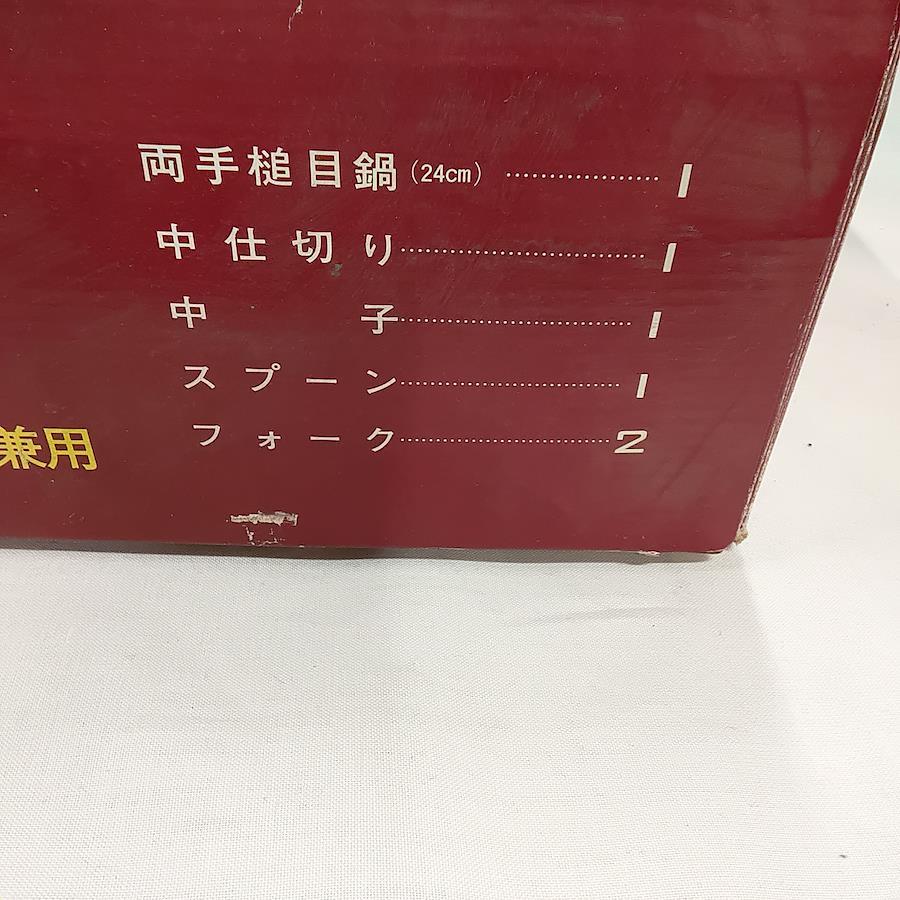 両手槌目鍋(24cm)………………1
中仕切り………………………1
中子………………………1
スプーン………………………1
フォーク………………………2
兼用